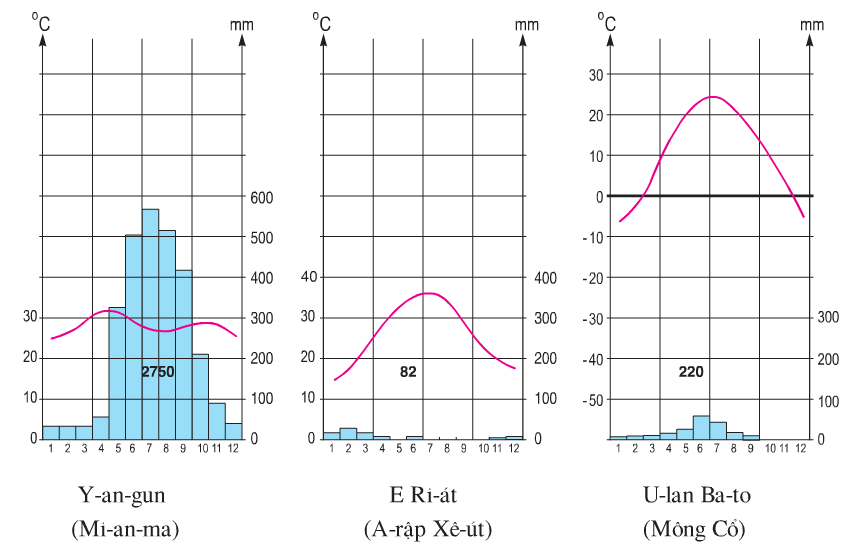 °C mm
600
500
400
30 300
20 200
10 100
0 0
2750
1 2 3 4 5 6 7 8 9 10 11 12
Y-an-gun
(Mi-an-ma)
°C mm
40 400
30 300
20 200
10 100
0 0
82
1 2 3 4 5 6 7 8 9 10 11 12
E Ri-át
(A-rập Xê-út)
°C mm
30
20
10
0
-10
-20
-30 300
-40 200
-50 100
0
220
1 2 3 4 5 6 7 8 9 10 11 12
U-lan Ba-to
(Mông Cổ)